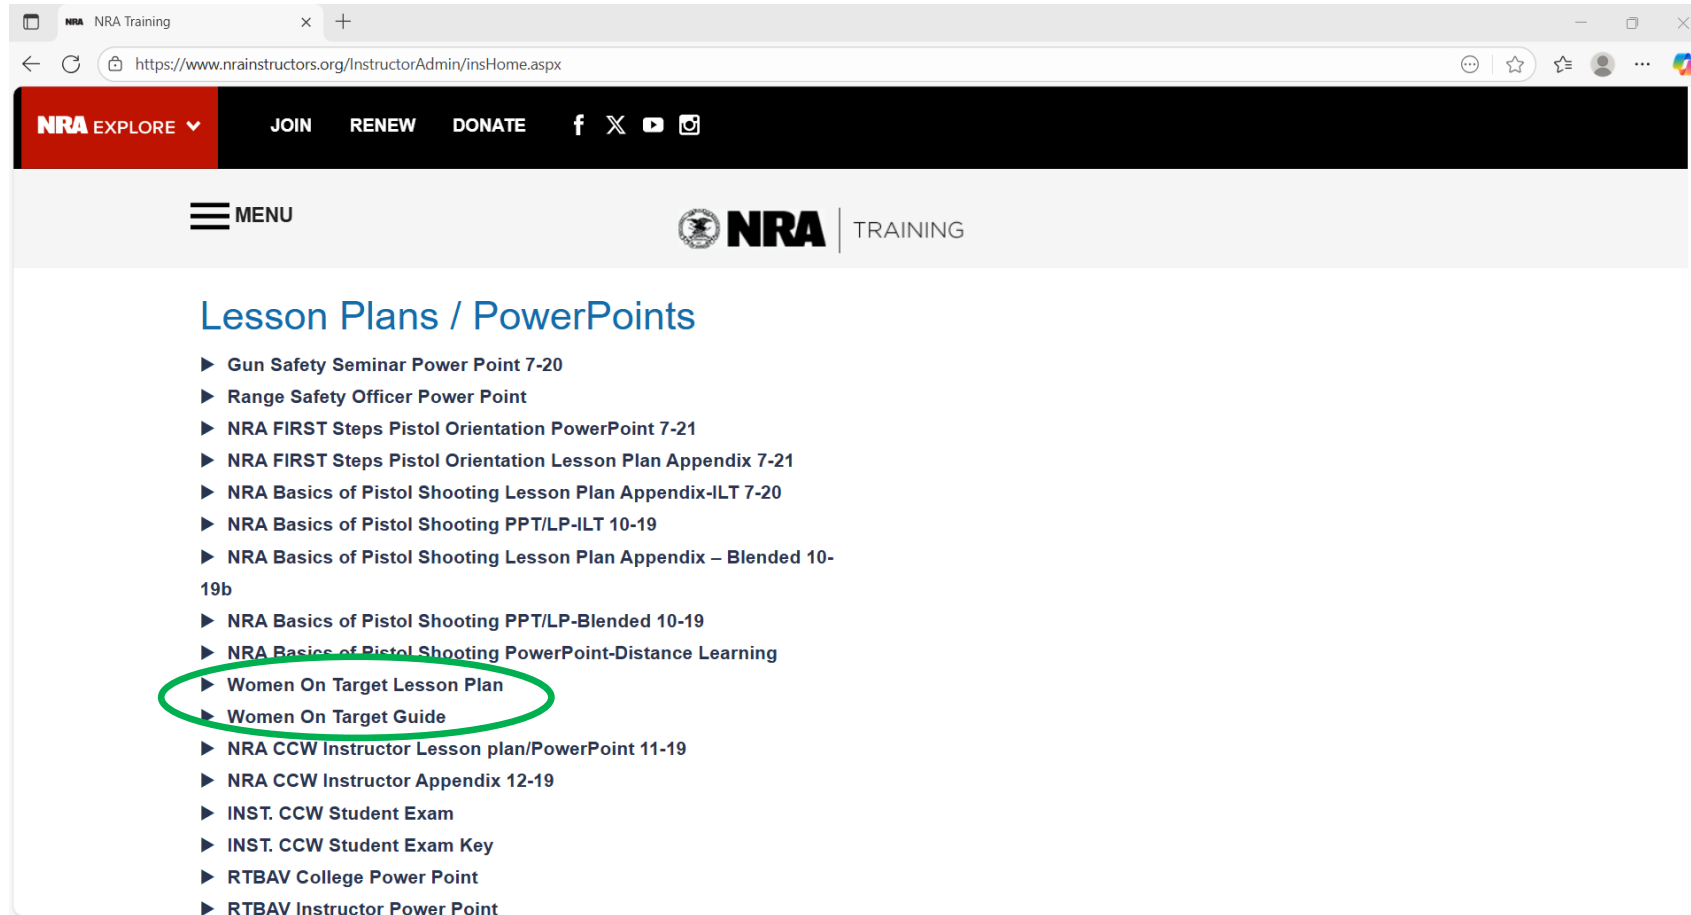 NRA NRA Training
https://www.nrainstructors.org/InstructorAdmin/insHome.aspx
NRA EXPLORE JOIN RENEW DONATE
MENU
NRA TRAINING
Lesson Plans / PowerPoints
Gun Safety Seminar Power Point 7-20
Range Safety Officer Power Point
NRA FIRST Steps Pistol Orientation PowerPoint 7-21
NRA FIRST Steps Pistol Orientation Lesson Plan Appendix 7-21
NRA Basics of Pistol Shooting Lesson Plan Appendix-ILT 7-20
NRA Basics of Pistol Shooting PPT/LP-ILT 10-19
NRA Basics of Pistol Shooting Lesson Plan Appendix – Blended 10-
19b
NRA Basics of Pistol Shooting PPT/LP-Blended 10-19
NRA Basics of Pistol Shooting PowerPoint-Distance Learning
Women On Target Lesson Plan
Women On Target Guide
NRA CCW Instructor Lesson plan/PowerPoint 11-19
NRA CCW Instructor Appendix 12-19
INST. CCW Student Exam
INST. CCW Student Exam Key
RTBAV College Power Point
RTBAV Instructor Power Point